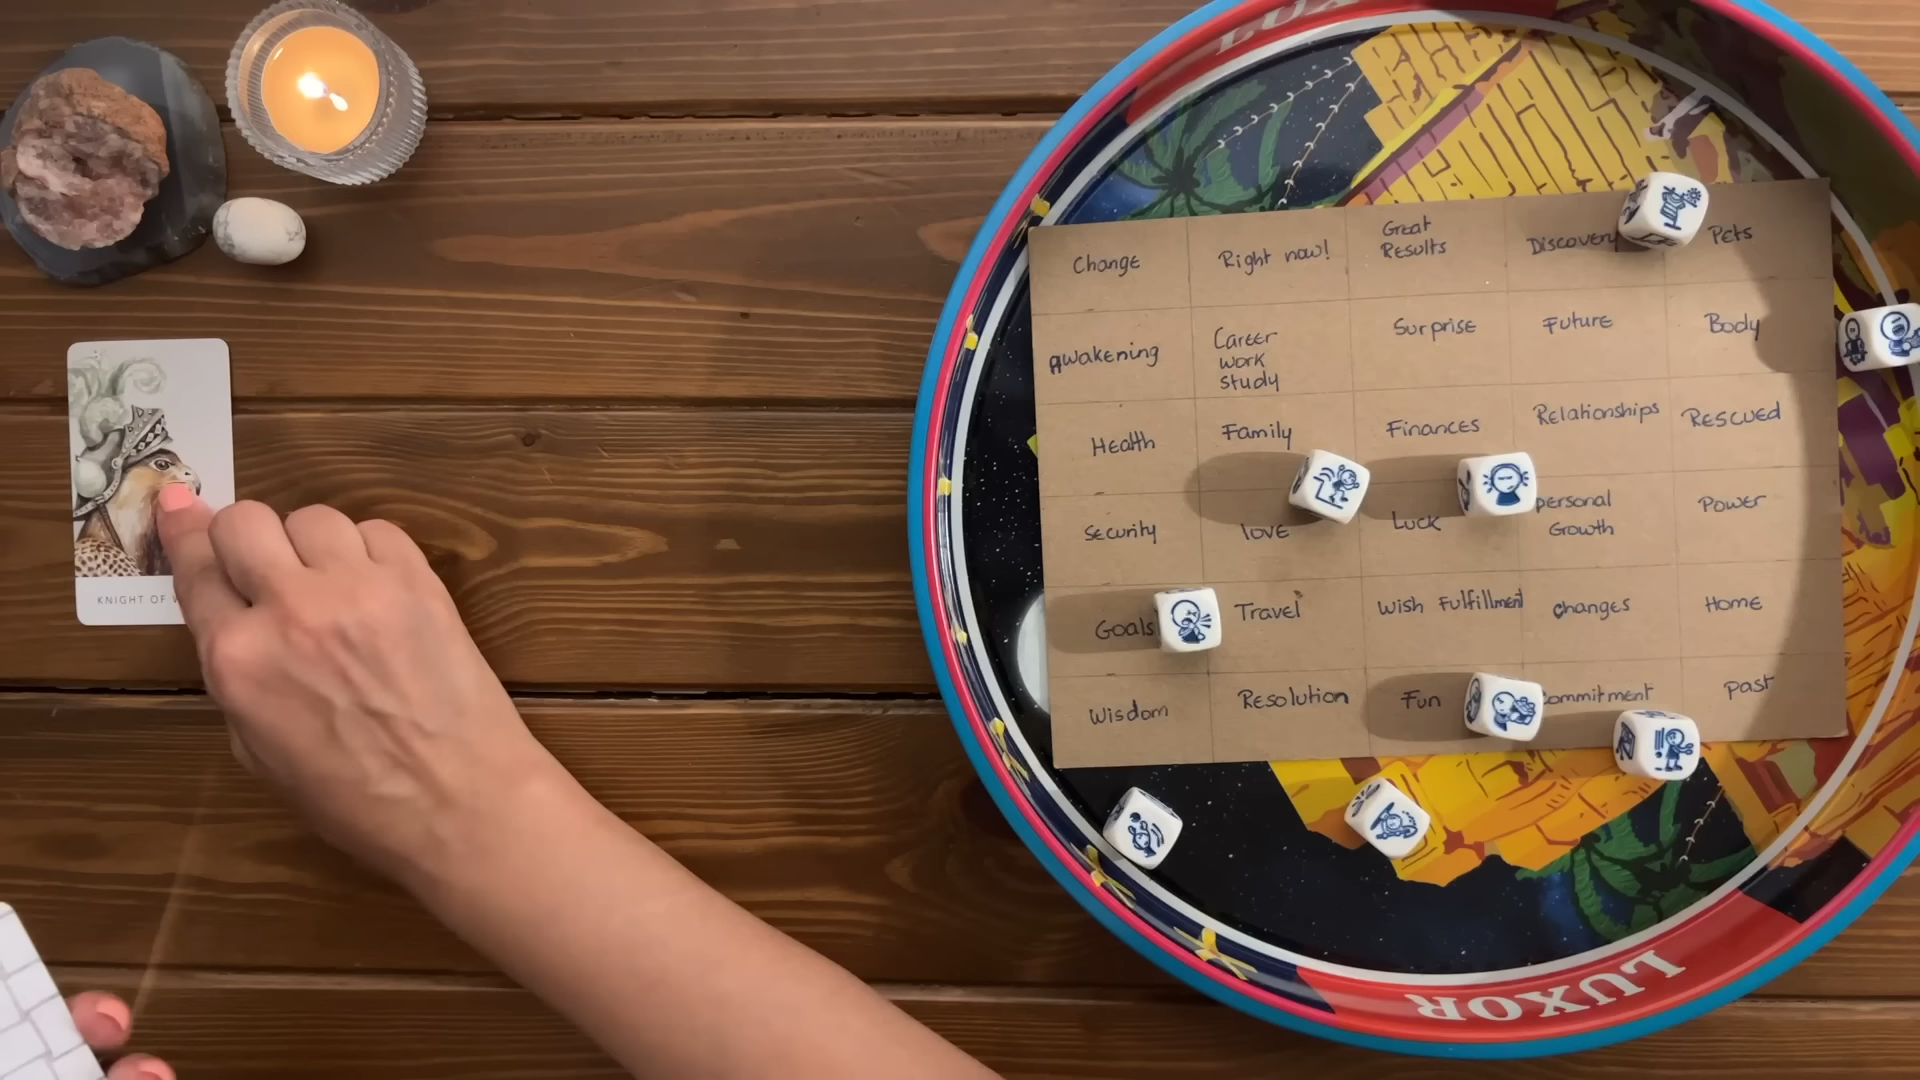 LUX
Change
Right now!
Great
Results
Discovery
Pets
Awakening
Career
work
study
Surprise
Future
Body
Health
Family
Finances
Relationships
RESCUED
Security
love
Luck
personal
Growth
Power
Goals
Travel
Wish Fulfillment
changes
Home
Wisdom
Resolution
Fun
Commitment
Past
KNIGHT OF
LUXOR